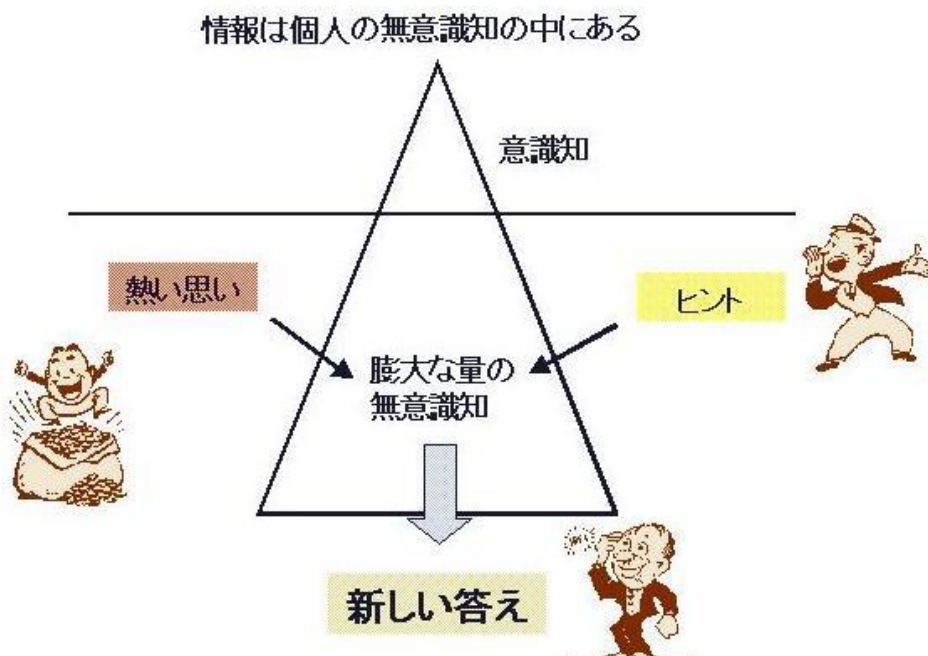 情報は個人の無意識知の中にある
意識知
熱い思い
ヒント
膨大な量の
無意識知
新しい答え